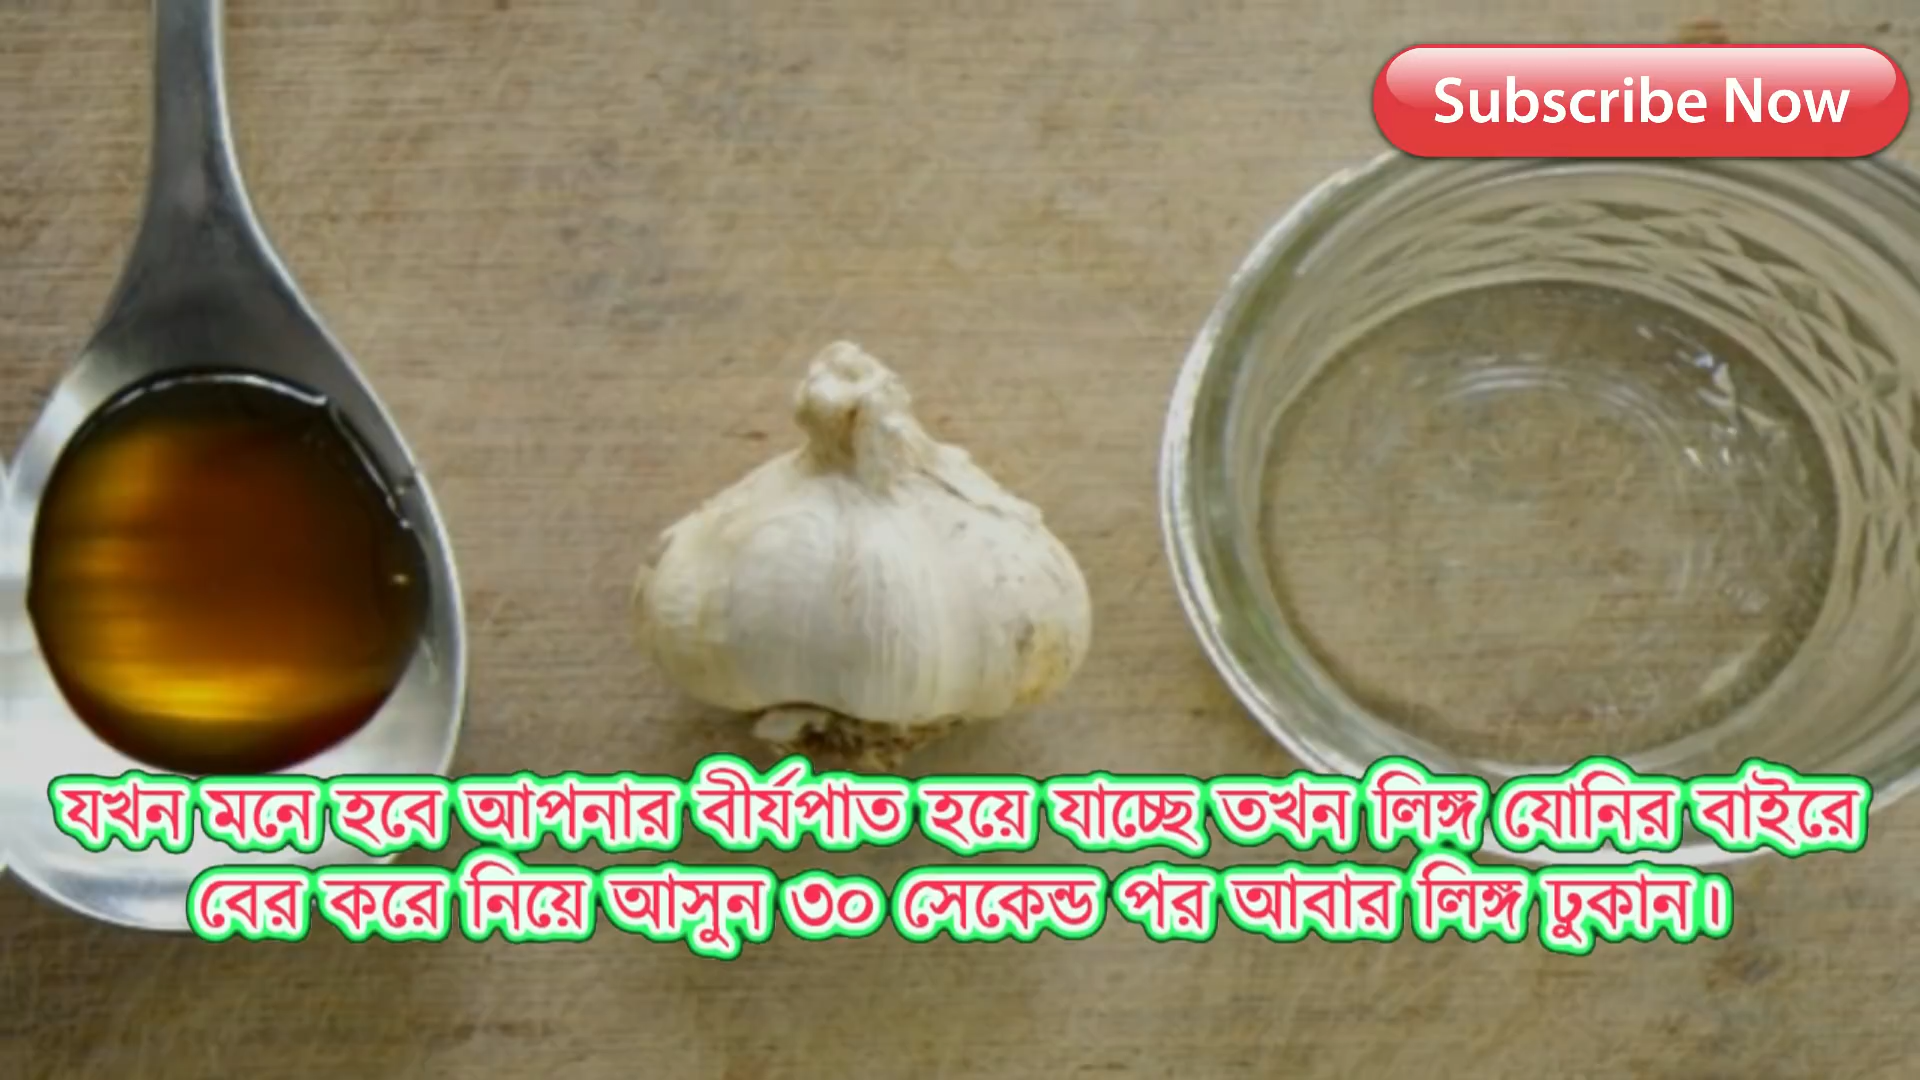 Subscribe Now
যখন মনে হবে আপনার বীর্যপাত হয়ে যাচ্ছে তখন লিঙ্গ যোনির বাইরে
বের করে নিয়ে আসুন ৩০ সেকেন্ড পর আবার লিঙ্গ ঢুকান।